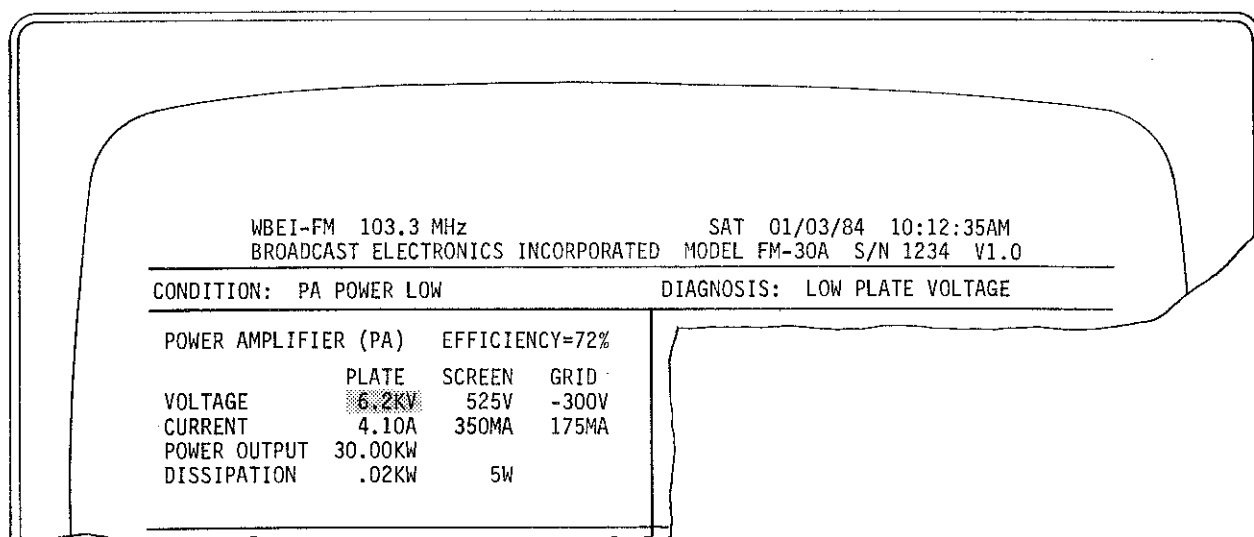 WBEI-FM 103.3 MHz SAT 01/03/84 10:12:35AM
BROADCAST ELECTRONICS INCORPORATED MODEL FM-30A S/N 1234 V1.0
CONDITION: PA POWER LOW DIAGNOSIS: LOW PLATE VOLTAGE
POWER AMPLIFIER (PA) EFFICIENCY=72%
PLATE SCREEN GRID
VOLTAGE 6.2KV 525V -300V
CURRENT 4.10A 350MA 175MA
POWER OUTPUT 30.00KW
DISSIPATION .02KW 5W